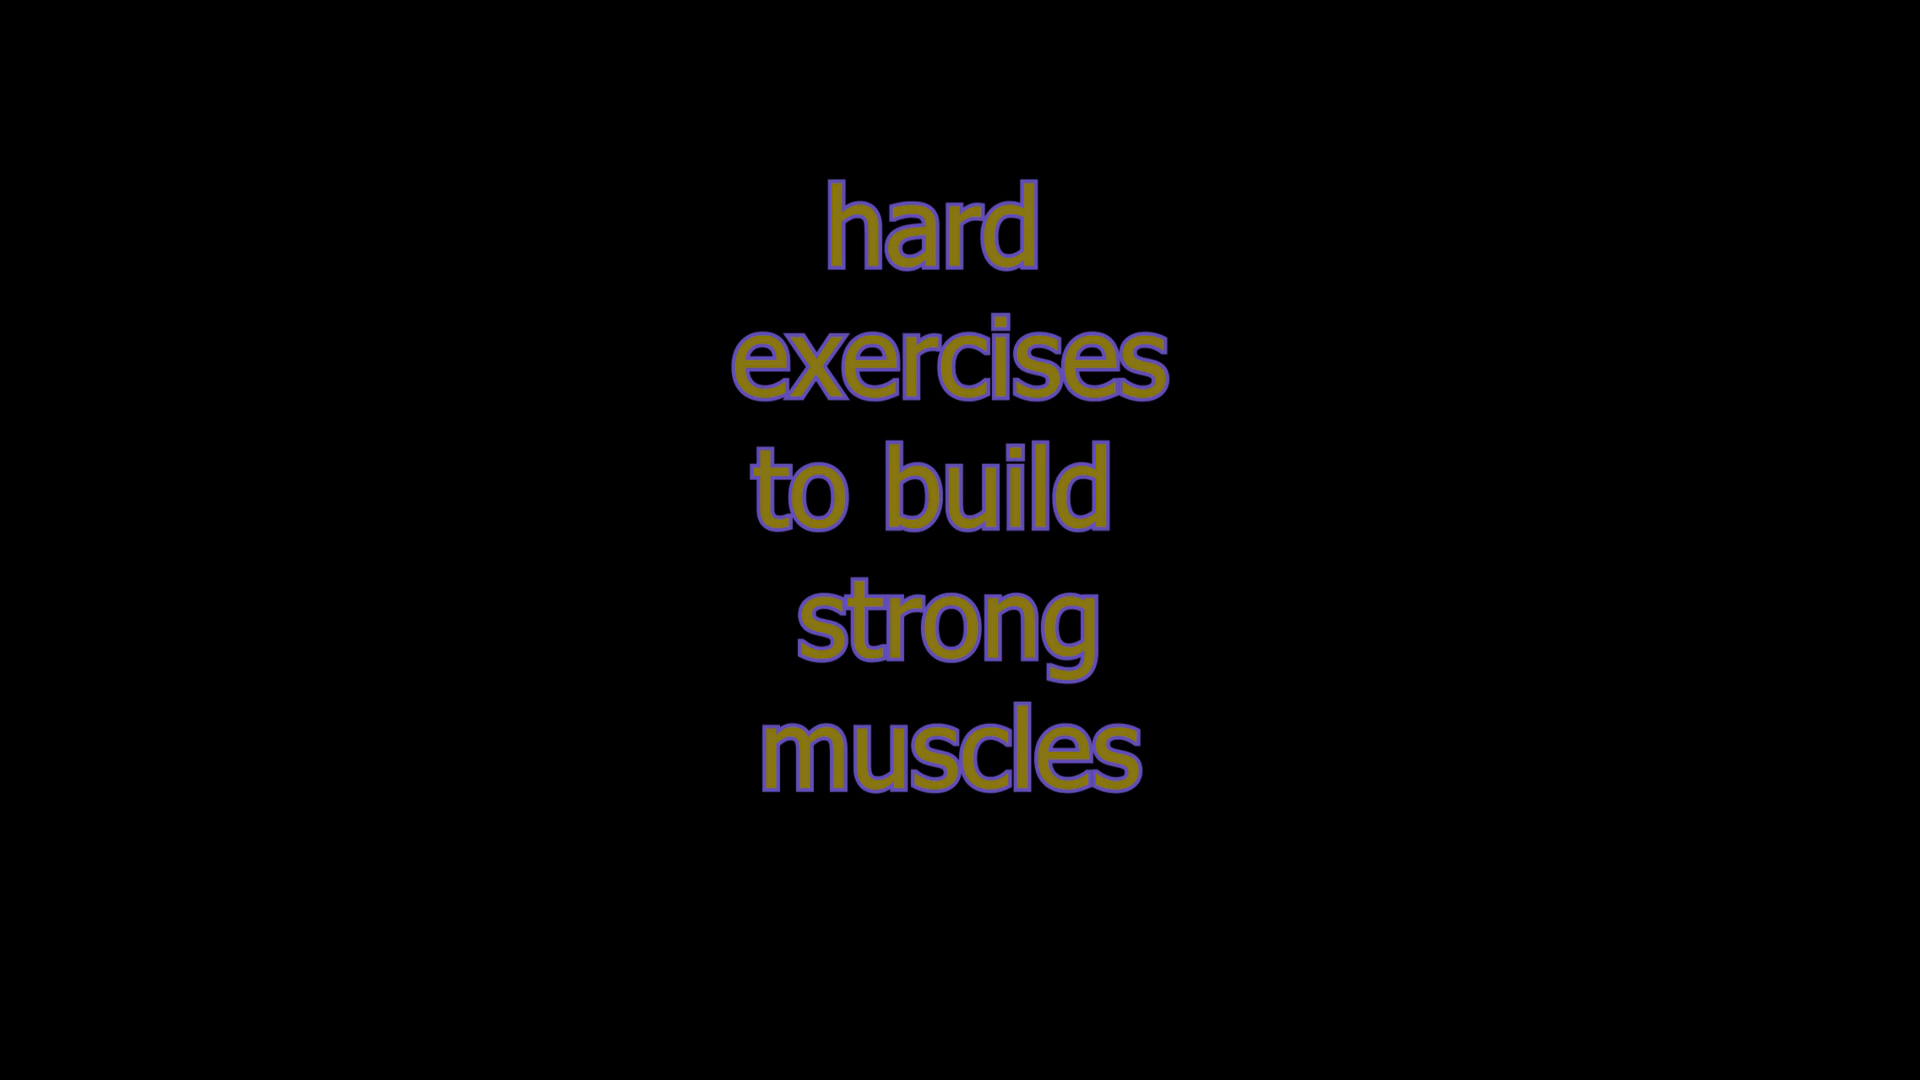 hard
exercises
to build
strong
muscles